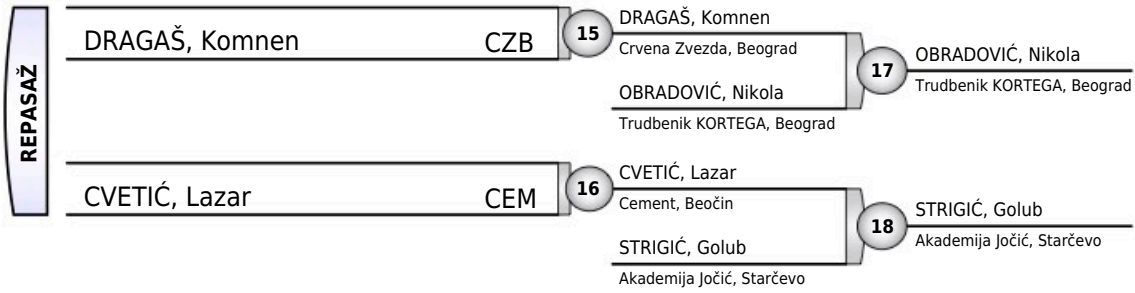 REPASAŽ
DRAGAŠ, Komnen CZB
15
DRAGAŠ, Komnen
Crvena Zvezda, Beograd
OBRADOVIĆ, Nikola
Trudbenik KORTEGA, Beograd
17
OBRADOVIĆ, Nikola
Trudbenik KORTEGA, Beograd
CVETIĆ, Lazar CEM
16
CVETIĆ, Lazar
Cement, Beočin
STRIGIĆ, Golub
Akademija Jočić, Starčevo
18
STRIGIĆ, Golub
Akademija Jočić, Starčevo